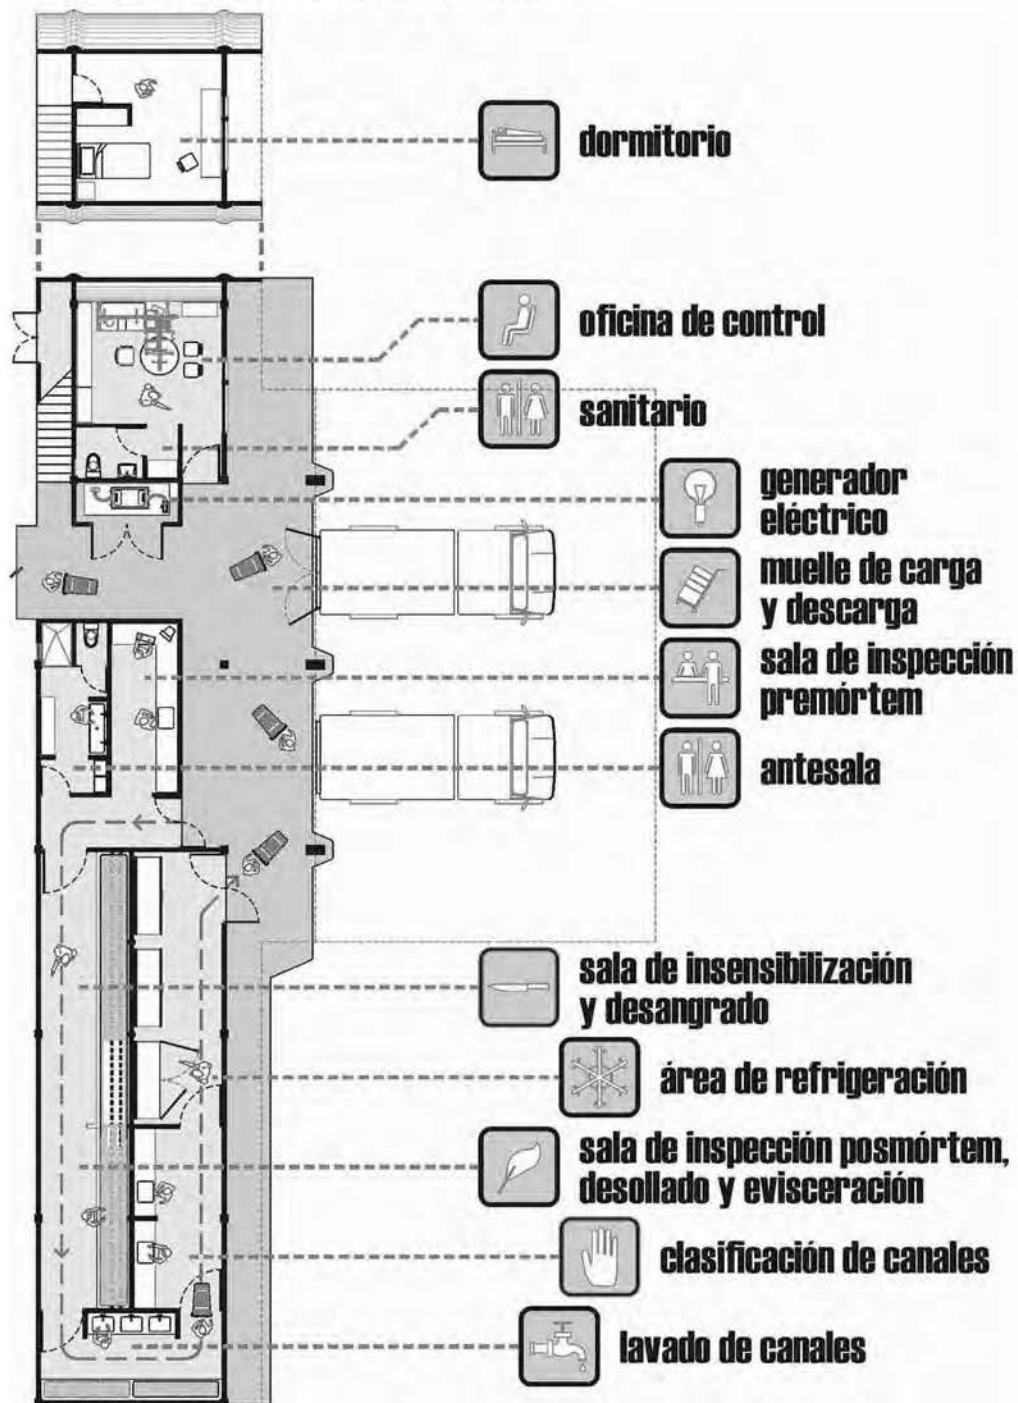 dormitorio
oficina de control
sanitario
generador
eléctrico
muelle de carga
y descarga
sala de inspección
premórtem
antesala
sala de insensibilización
y desangrado
área de refrigeración
sala de inspección posmórtem,
desollado y evisceración
clasificación de canales
lavado de canales